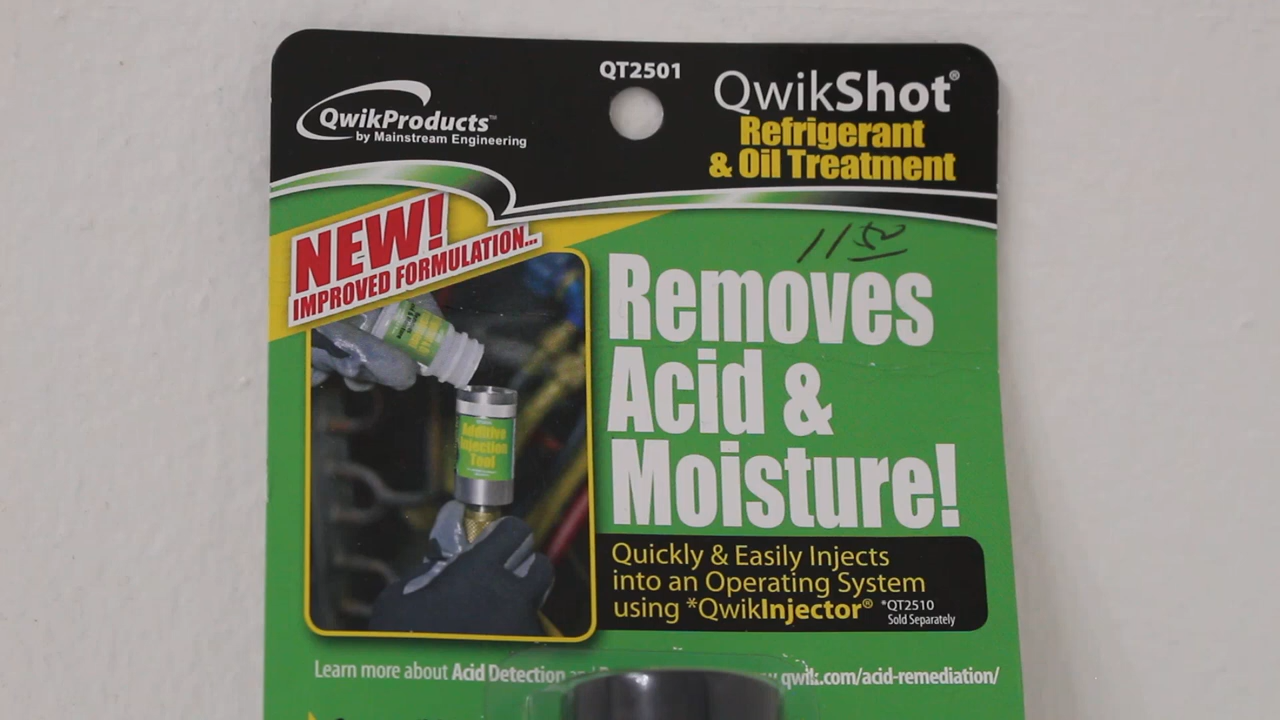 QT2501
QwikProducts™
by Mainstream Engineering
QwikShot®
Refrigerant
& Oil Treatment
NEW!
IMPROVED FORMULATION...
1150
Removes
Acid &
Moisture!
Additive
Injection
Tool
Quickly & Easily Injects
into an Operating System
using *QwikInjector® *QT2510
Sold Separately
Learn more about Acid Detection and qwik.com/acid-remediation/